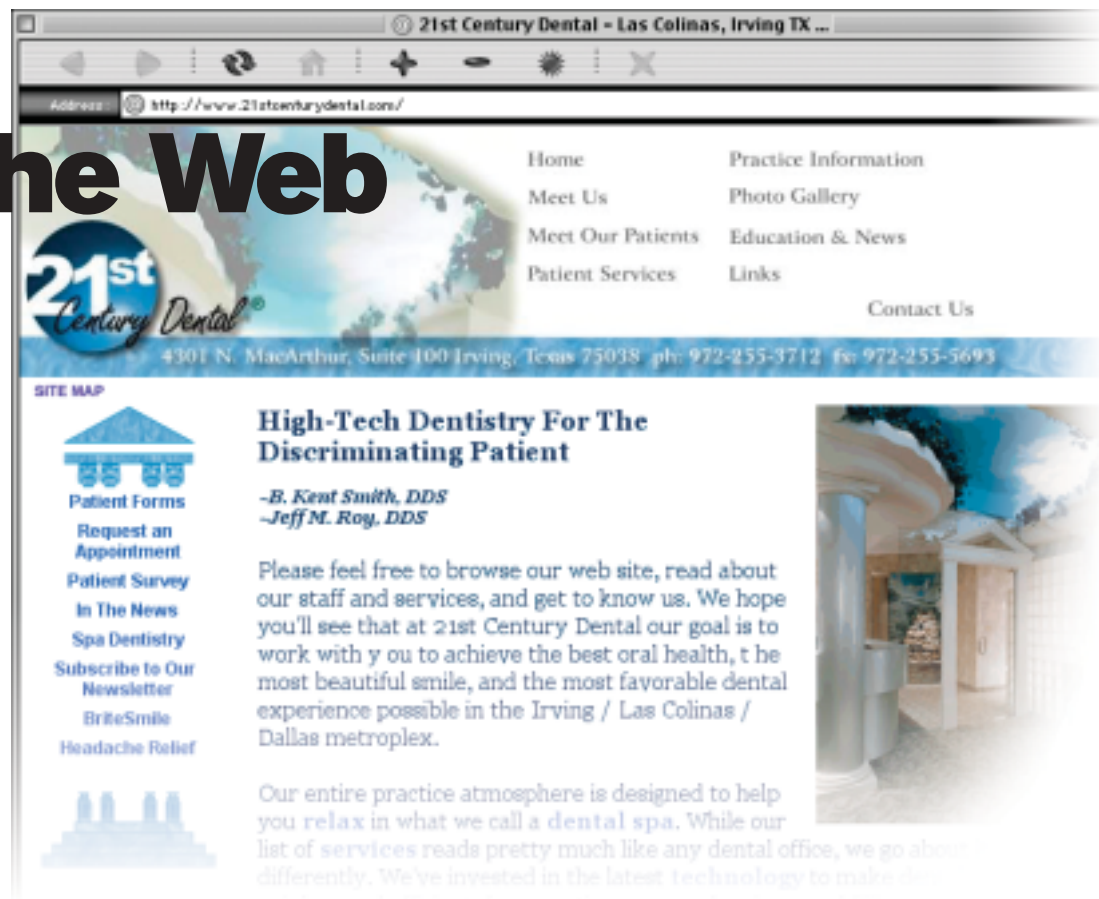 21st Century Dental - Las Colinas, Irving TX ...
Address: http://www.21stcenturydental.com/
he Web
Home
Practice Information
Meet Us
Photo Gallery
Meet Our Patients
Education & News
Patient Services
Links
Contact Us
21st
Century Dental®
4301 N. MacArthur, Suite 100 Irving, Texas 75038 ph: 972-255-3712 fx: 972-255-5693
SITE MAP
Patient Forms
Request an
Appointment
Patient Survey
In The News
Spa Dentistry
Subscribe to Our
Newsletter
BriteSmile
Headache Relief
High-Tech Dentistry For The
Discriminating Patient
~B. Kent Smith, DDS
~Jeff M. Roy, DDS
Please feel free to browse our web site, read about
our staff and services, and get to know us. We hope
you'll see that at 21st Century Dental our goal is to
work with y ou to achieve the best oral health, t he
most beautiful smile, and the most favorable dental
experience possible in the Irving / Las Colinas /
Dallas metroplex.
Our entire practice atmosphere is designed to help
you relax in what we call a dental spa. While our
list of services reads pretty much like any dental office, we go about
differently. We've invested in the latest technology to make